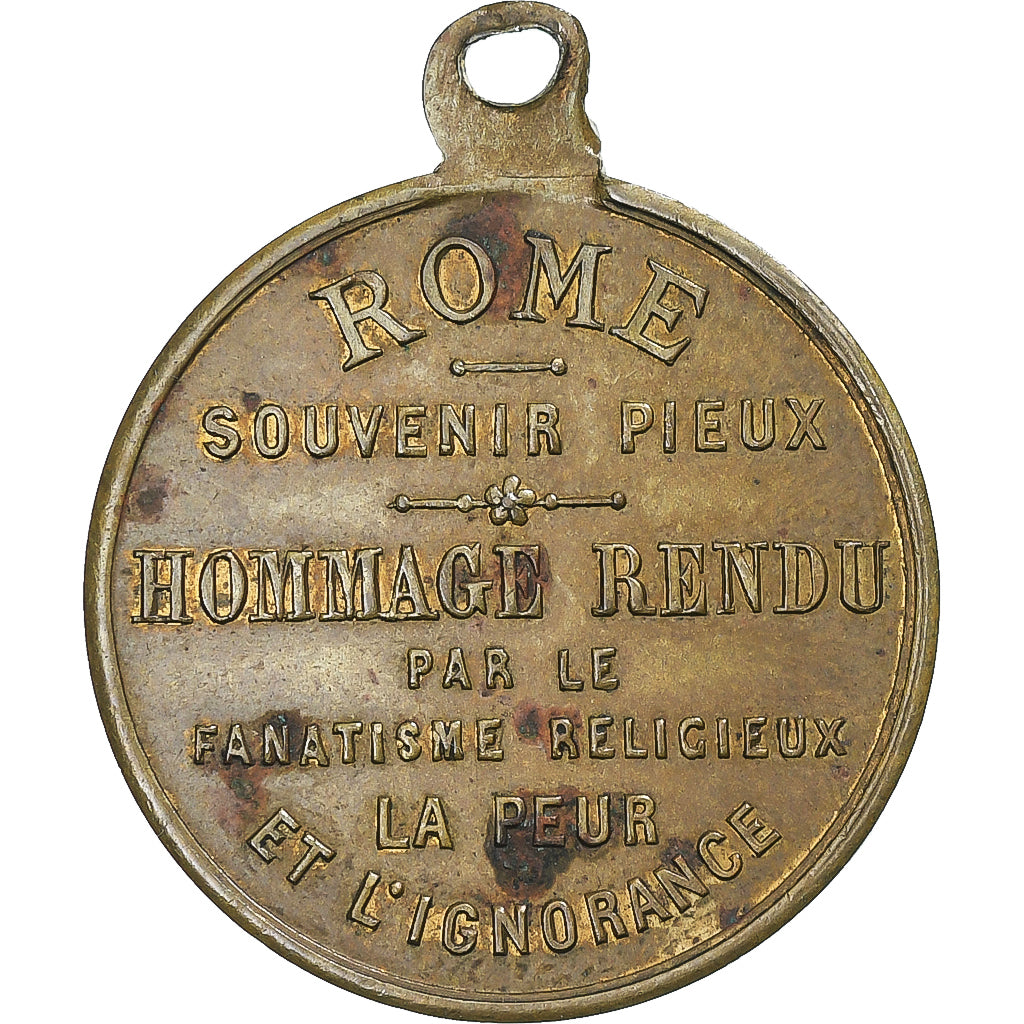 ROME
SOUVENIR PIEUX
HOMMAGE RENDU
PAR LE
FANATISME RELIGIEUX
LA PEUR
ET L'IGNORANCE